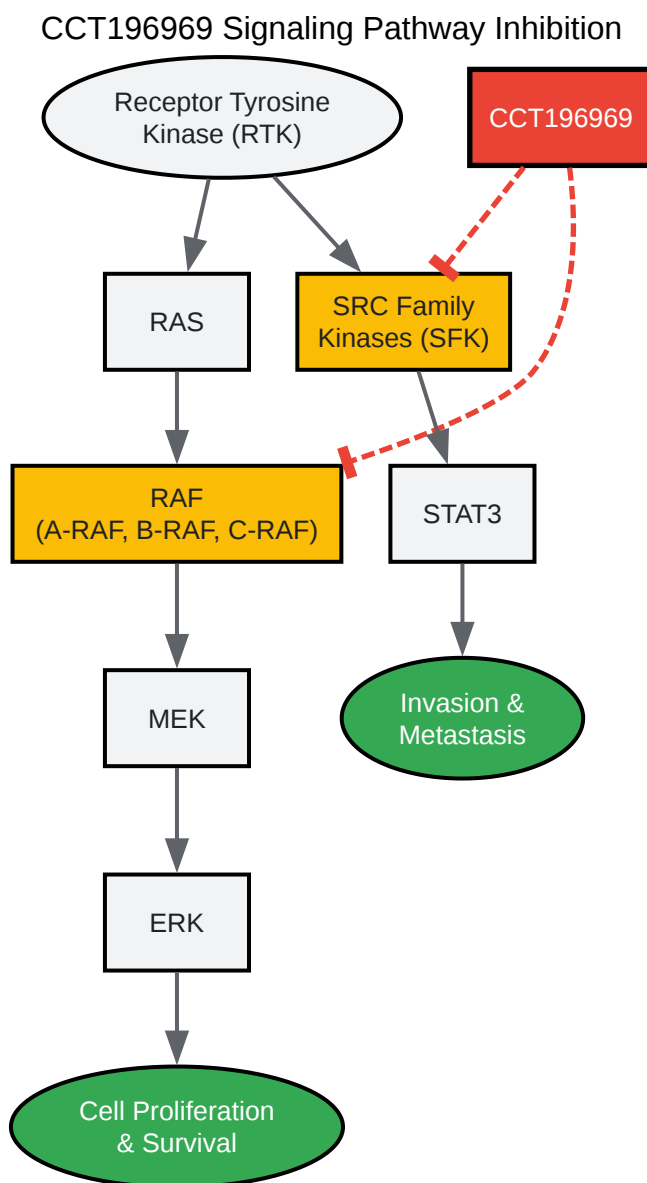 CCT196969 Signaling Pathway Inhibition
Receptor Tyrosine
Kinase (RTK)
CCT196969
RAS
SRC Family
Kinases (SFK)
RAF
(A-RAF, B-RAF, C-RAF)
STAT3
MEK
Invasion &
Metastasis
ERK
Cell Proliferation
& Survival